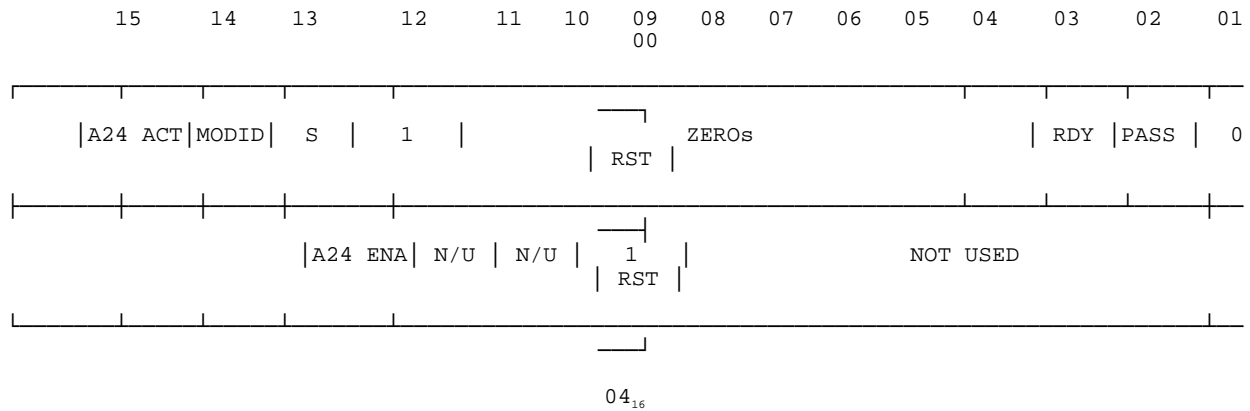 15 14 13 12 11 10 09 08 07 06 05 04 03 02 01
00
|A24 ACT|MODID| S | 1 | ZEROs | RDY |PASS | 0
| RST |
|A24 ENA| N/U | N/U | 1 | NOT USED
| RST |
04₁₆